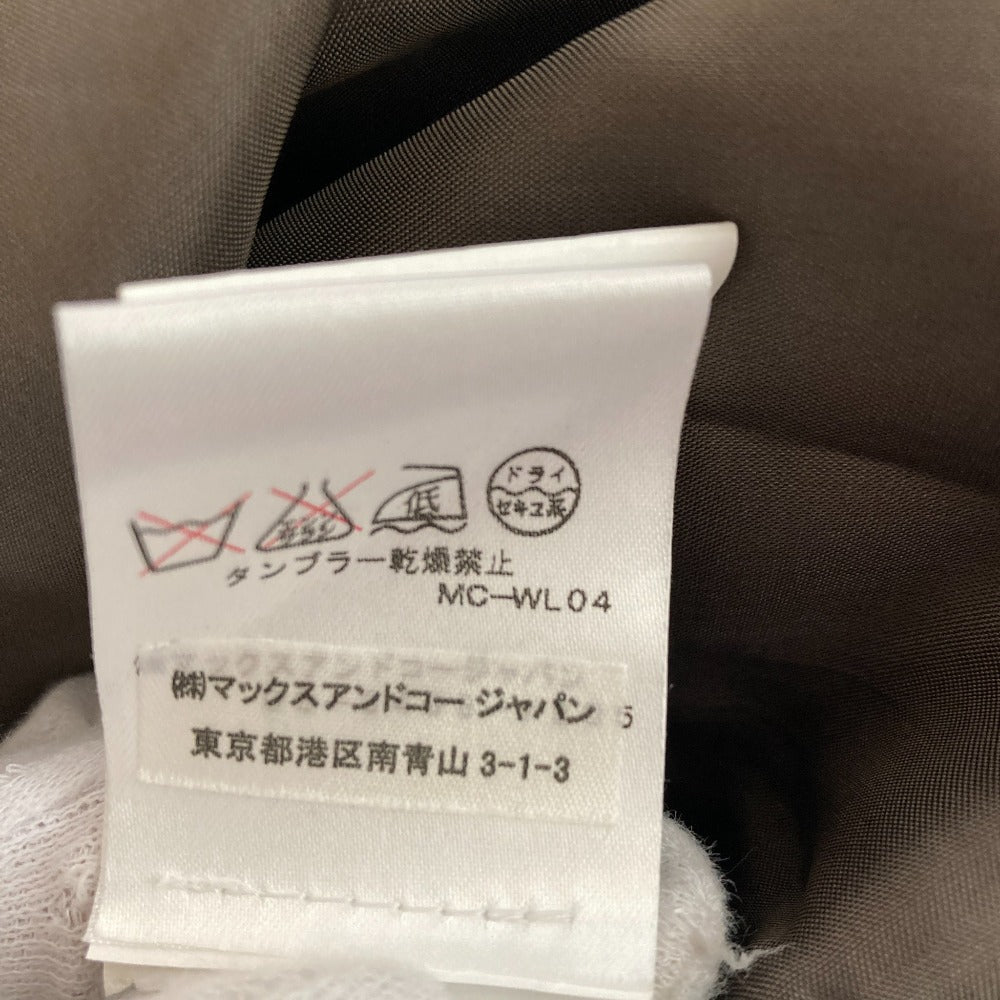 低
ドライ
セキユ系
タンブラー乾燥禁止
MC-WL04
㈱マックスアンドコー ジャパン
5
東京都港区南青山 3-1-3